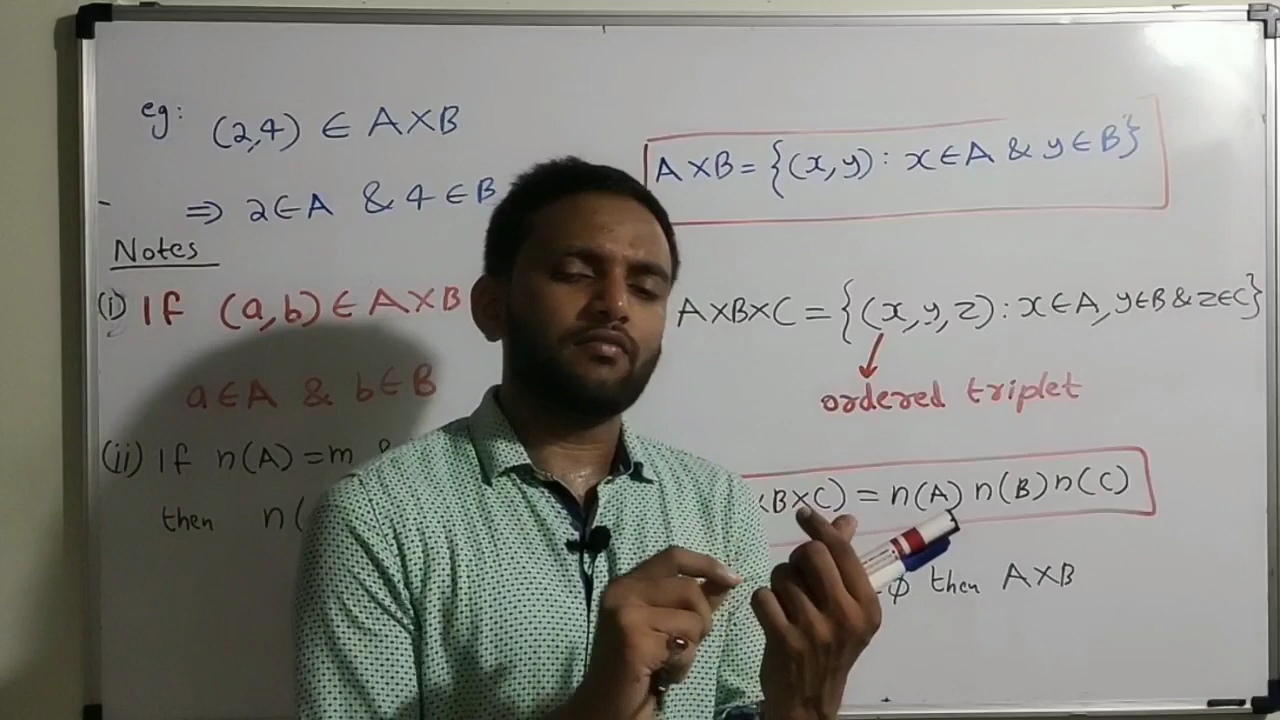 eg: (2,4) ∈ A×B
⇒ 2∈A & 4∈B
Notes
(i) If (a,b) ∈ A×B
a∈A & b∈B
(ii) If n(A) = m
then n(
A×B = {(x,y) : x∈A & y∈B}
A×B×C = {(x,y,z) : x∈A, y∈B & z∈C}
ordered triplet
B×C) = n(A) n(B) n(C)
ϕ then A×B